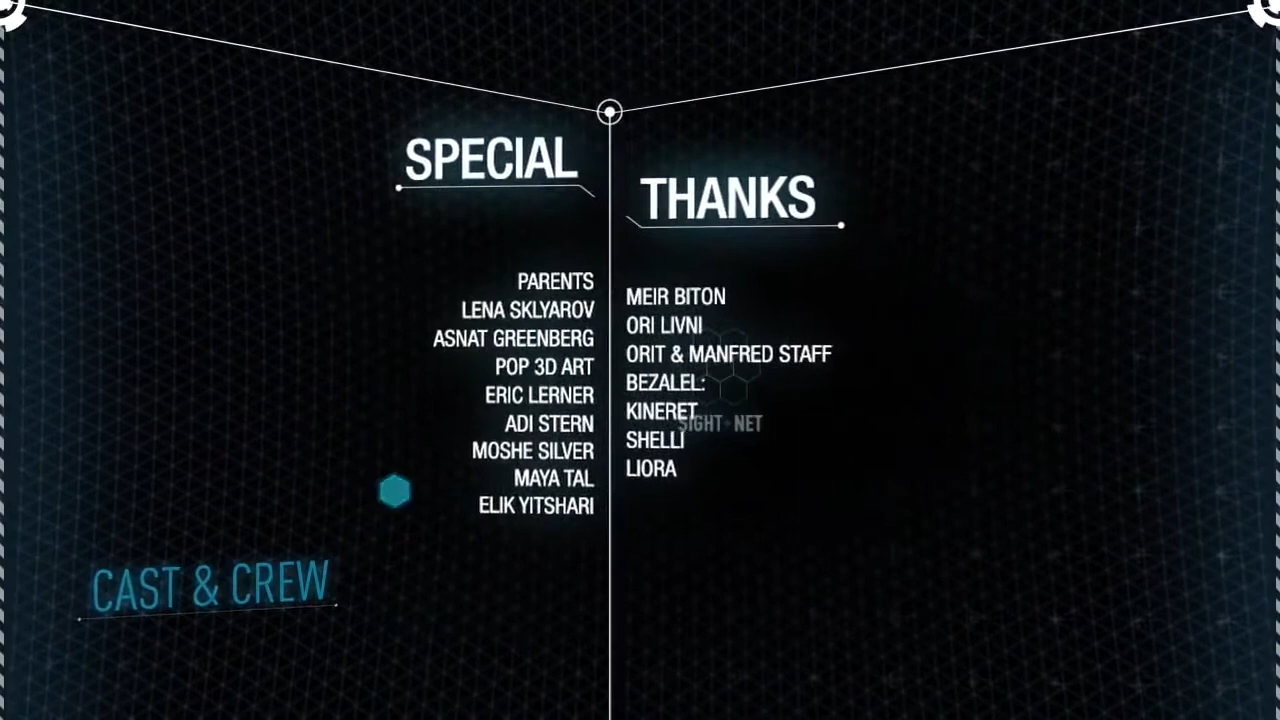 SPECIAL
THANKS
PARENTS
LENA SKLYAROV
ASNAT GREENBERG
POP 3D ART
ERIC LERNER
ADI STERN
MOSHE SILVER
MAYA TAL
ELIK YITSHARI
MEIR BITON
ORI LIVNI
ORIT & MANFRED STAFF
BEZALEL:
KINERET
SHELLI
LIORA
SIGHT NET
CAST & CREW